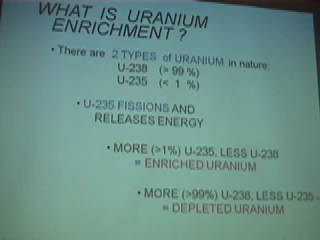 WHAT IS URANIUM
ENRICHMENT ?
• There are 2 TYPES of URANIUM in nature:
U-238 (> 99 %)
U-235 (< 1 %)
• U-235 FISSIONS AND
RELEASES ENERGY
• MORE (>1%) U-235, LESS U-238
= ENRICHED URANIUM
• MORE (>99%) U-238, LESS U-235 -
= DEPLETED URANIUM